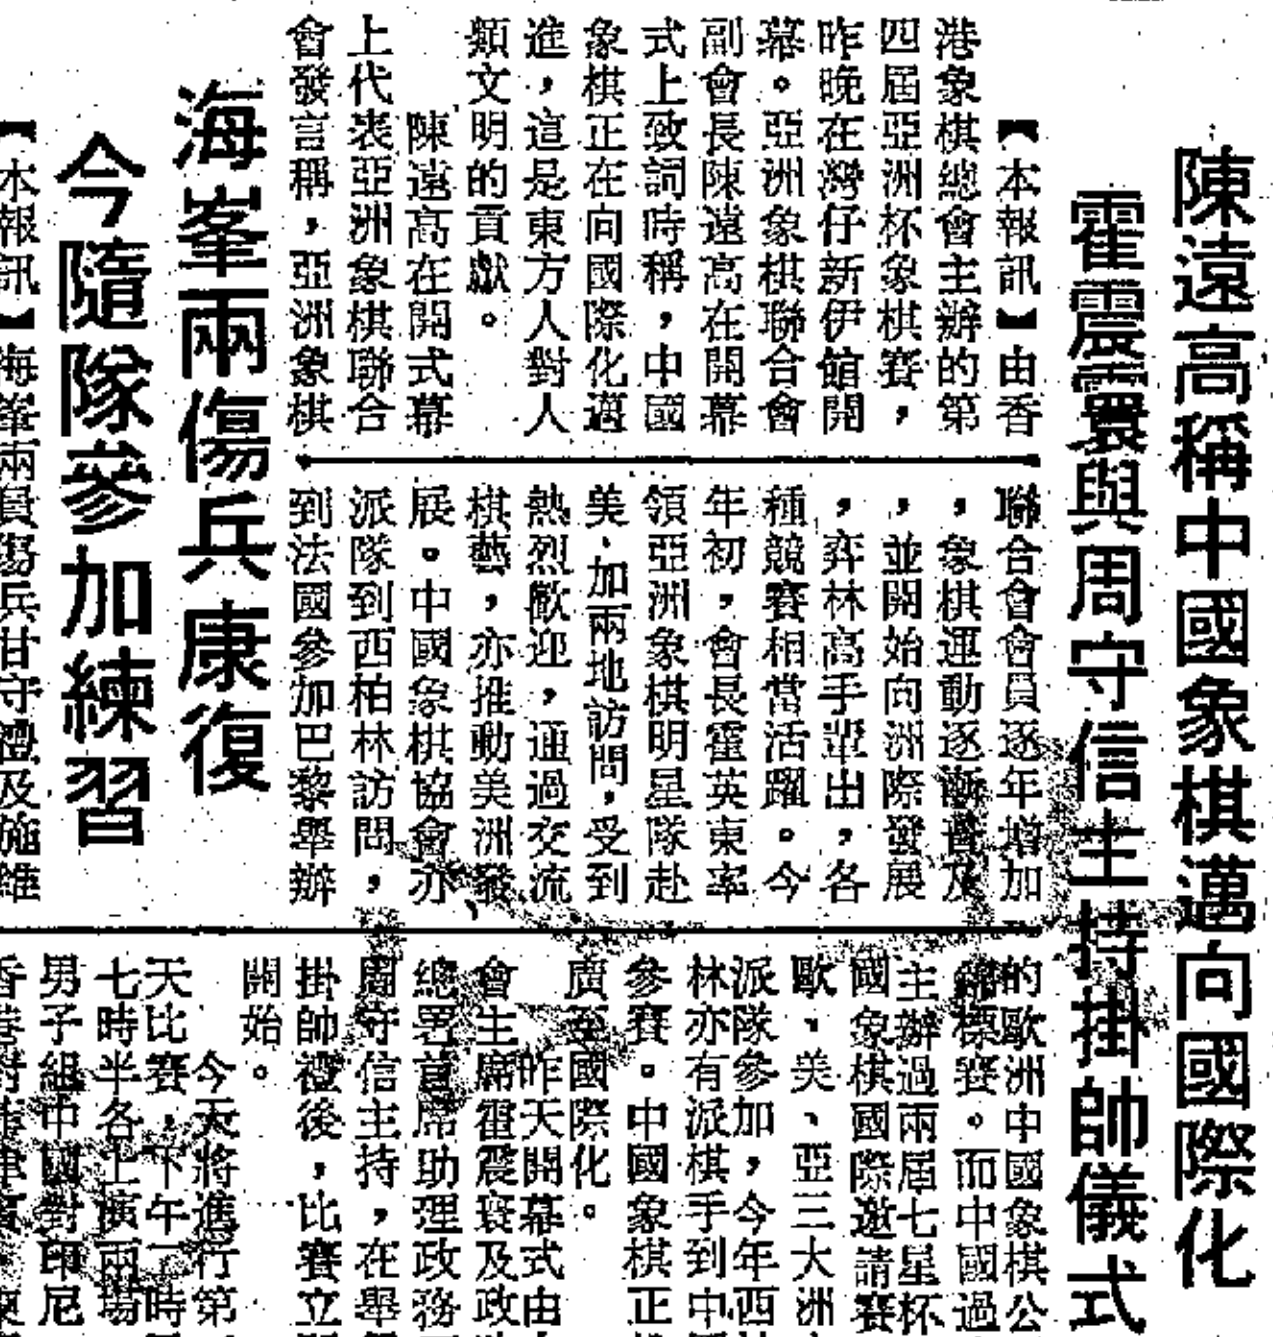 陳遠高稱中國象棋邁向國際化
霍震寰與周守信主持掛帥儀式
【本報訊】由香
港象棋總會主辦的第
四屆亞洲杯象棋賽，
昨晚在灣仔新伊館開
幕。亞洲象棋聯合會
副會長陳遠高在開幕
式上致詞時稱，中國
象棋正在向國際化邁
進，這是東方人對人
類文明的貢獻。
陳遠高在開式幕
上代表亞洲象棋聯合
會發言稱，亞洲象棋
聯合會會員逐年增加
，象棋運動逐漸普及
，並開始向洲際發展
，弈林高手輩出，各
種競賽相當活躍。今
年初，會長霍英東率
領亞洲象棋明星隊赴
美、加兩地訪問，受到
熱烈歡迎，通過交流
棋藝，亦推動美洲發
展。中國象棋協會亦
派隊到西柏林訪問，
到法國參加巴黎舉辦
的歐洲中國象棋公
錦標賽。而中國過
主辦過兩屆七星杯
國象棋國際邀請賽
歐、美、亞三大洲
派隊參加，今年西
林亦有派棋手到中
參賽。中國象棋正
廣至國際化。
昨天開幕式由
會主席霍震寰及政
總署首席助理政務
周守信主持，在舉
掛帥禮後，比賽立
開始。
今天將進行第
天比賽，下午一時
七時半各上演兩場
男子組中國對印尼
海峯兩傷兵康復
今隨隊參加練習
【本報訊】海峯兩員傷兵甘守禮及施維